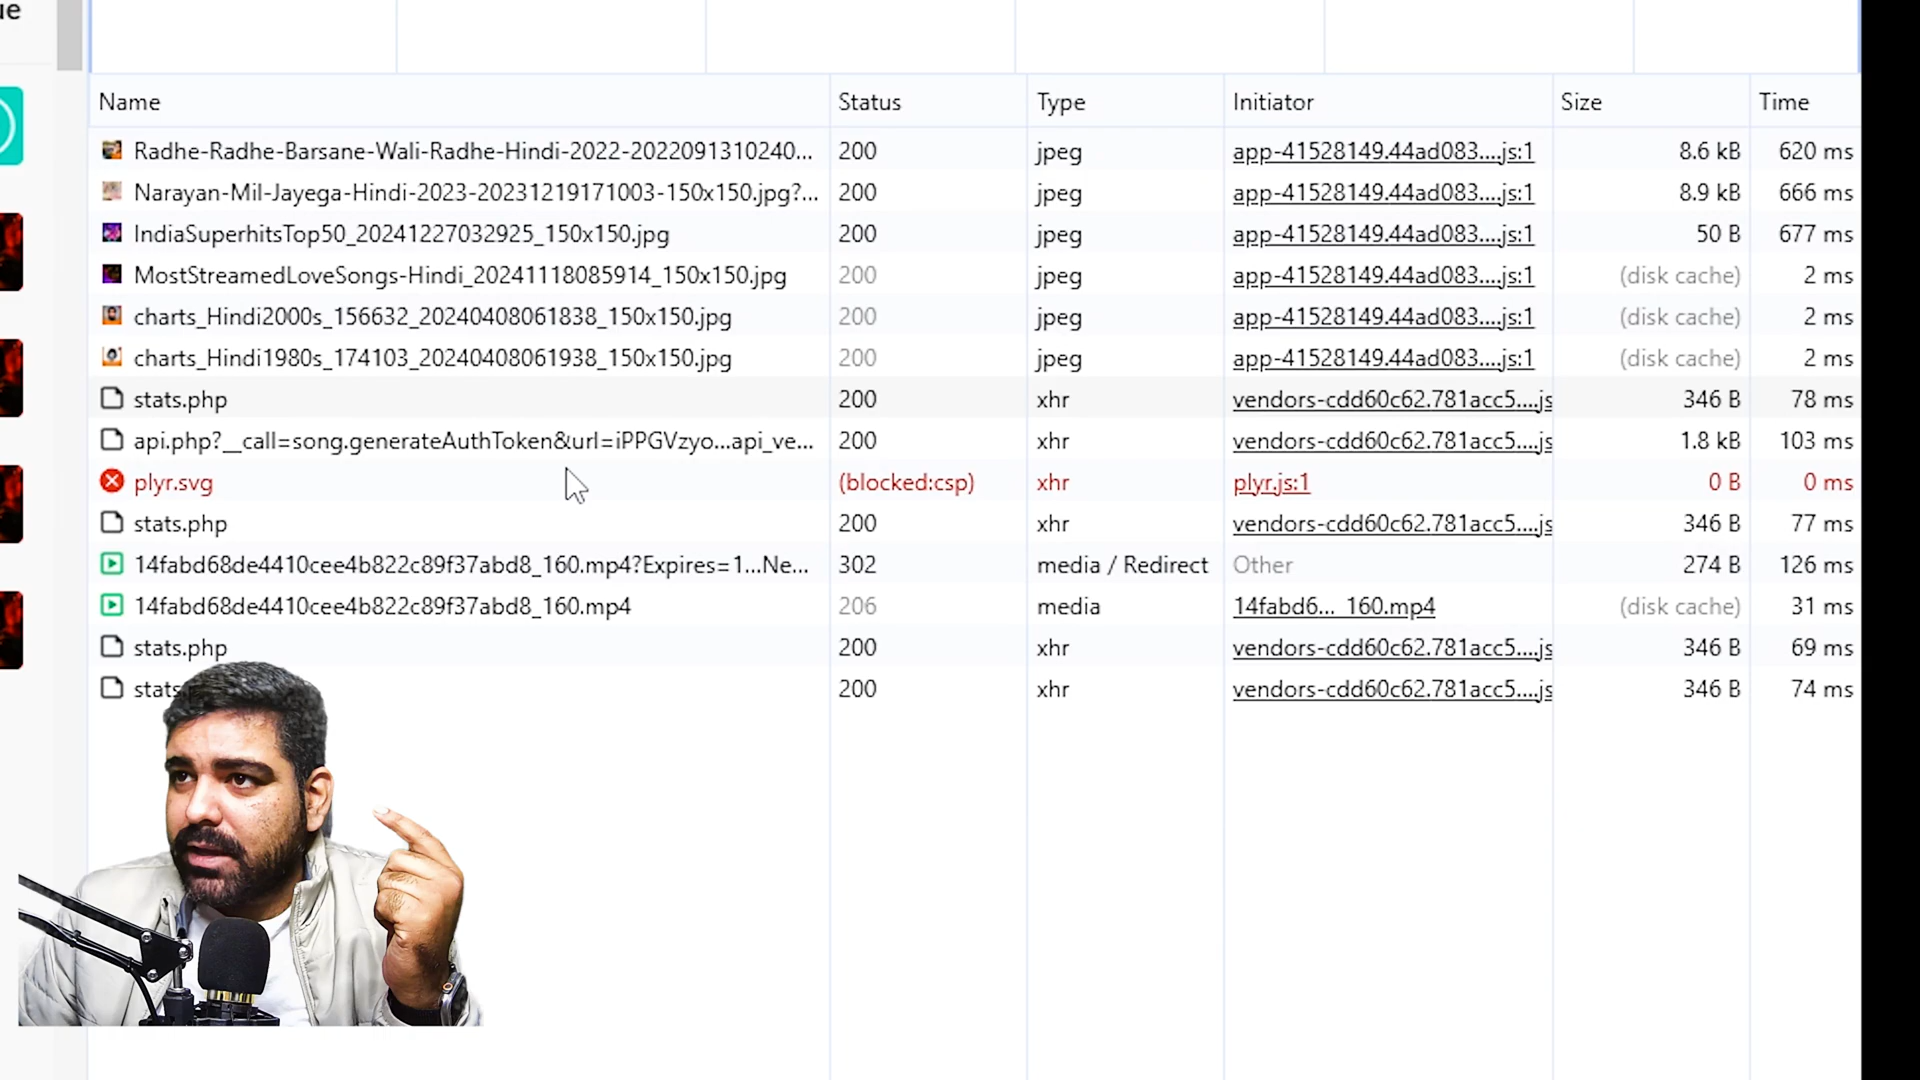 ue
Name Status Type Initiator Size Time
Radhe-Radhe-Barsane-Wali-Radhe-Hindi-2022-2022091310240... 200 jpeg app-41528149.44ad083....js:1 8.6 kB 620 ms
Narayan-Mil-Jayega-Hindi-2023-20231219171003-150x150.jpg?... 200 jpeg app-41528149.44ad083....js:1 8.9 kB 666 ms
IndiaSuperhitsTop50_20241227032925_150x150.jpg 200 jpeg app-41528149.44ad083....js:1 50 B 677 ms
MostStreamedLoveSongs-Hindi_20241118085914_150x150.jpg 200 jpeg app-41528149.44ad083....js:1 (disk cache) 2 ms
charts_Hindi2000s_156632_20240408061838_150x150.jpg 200 jpeg app-41528149.44ad083....js:1 (disk cache) 2 ms
charts_Hindi1980s_174103_20240408061938_150x150.jpg 200 jpeg app-41528149.44ad083....js:1 (disk cache) 2 ms
stats.php 200 xhr vendors-cdd60c62.781acc5....js 346 B 78 ms
api.php?__call=song.generateAuthToken&url=iPPGVzyo...api_ve... 200 xhr vendors-cdd60c62.781acc5....js 1.8 kB 103 ms
plyr.svg (blocked:csp) xhr plyr.js:1 0 B 0 ms
stats.php 200 xhr vendors-cdd60c62.781acc5....js 346 B 77 ms
14fabd68de4410cee4b822c89f37abd8_160.mp4?Expires=1...Ne... 302 media / Redirect Other 274 B 126 ms
14fabd68de4410cee4b822c89f37abd8_160.mp4 206 media 14fabd6... 160.mp4 (disk cache) 31 ms
stats.php 200 xhr vendors-cdd60c62.781acc5....js 346 B 69 ms
stats 200 xhr vendors-cdd60c62.781acc5....js 346 B 74 ms